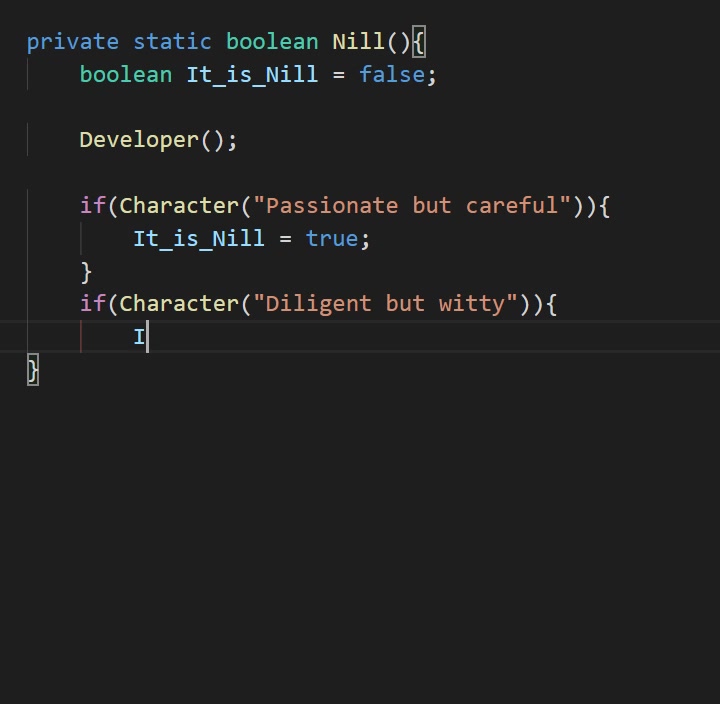 private static boolean Nill(){
boolean It_is_Nill = false;
Developer();
if(Character("Passionate but careful")){
It_is_Nill = true;
}
if(Character("Diligent but witty")){
I
}